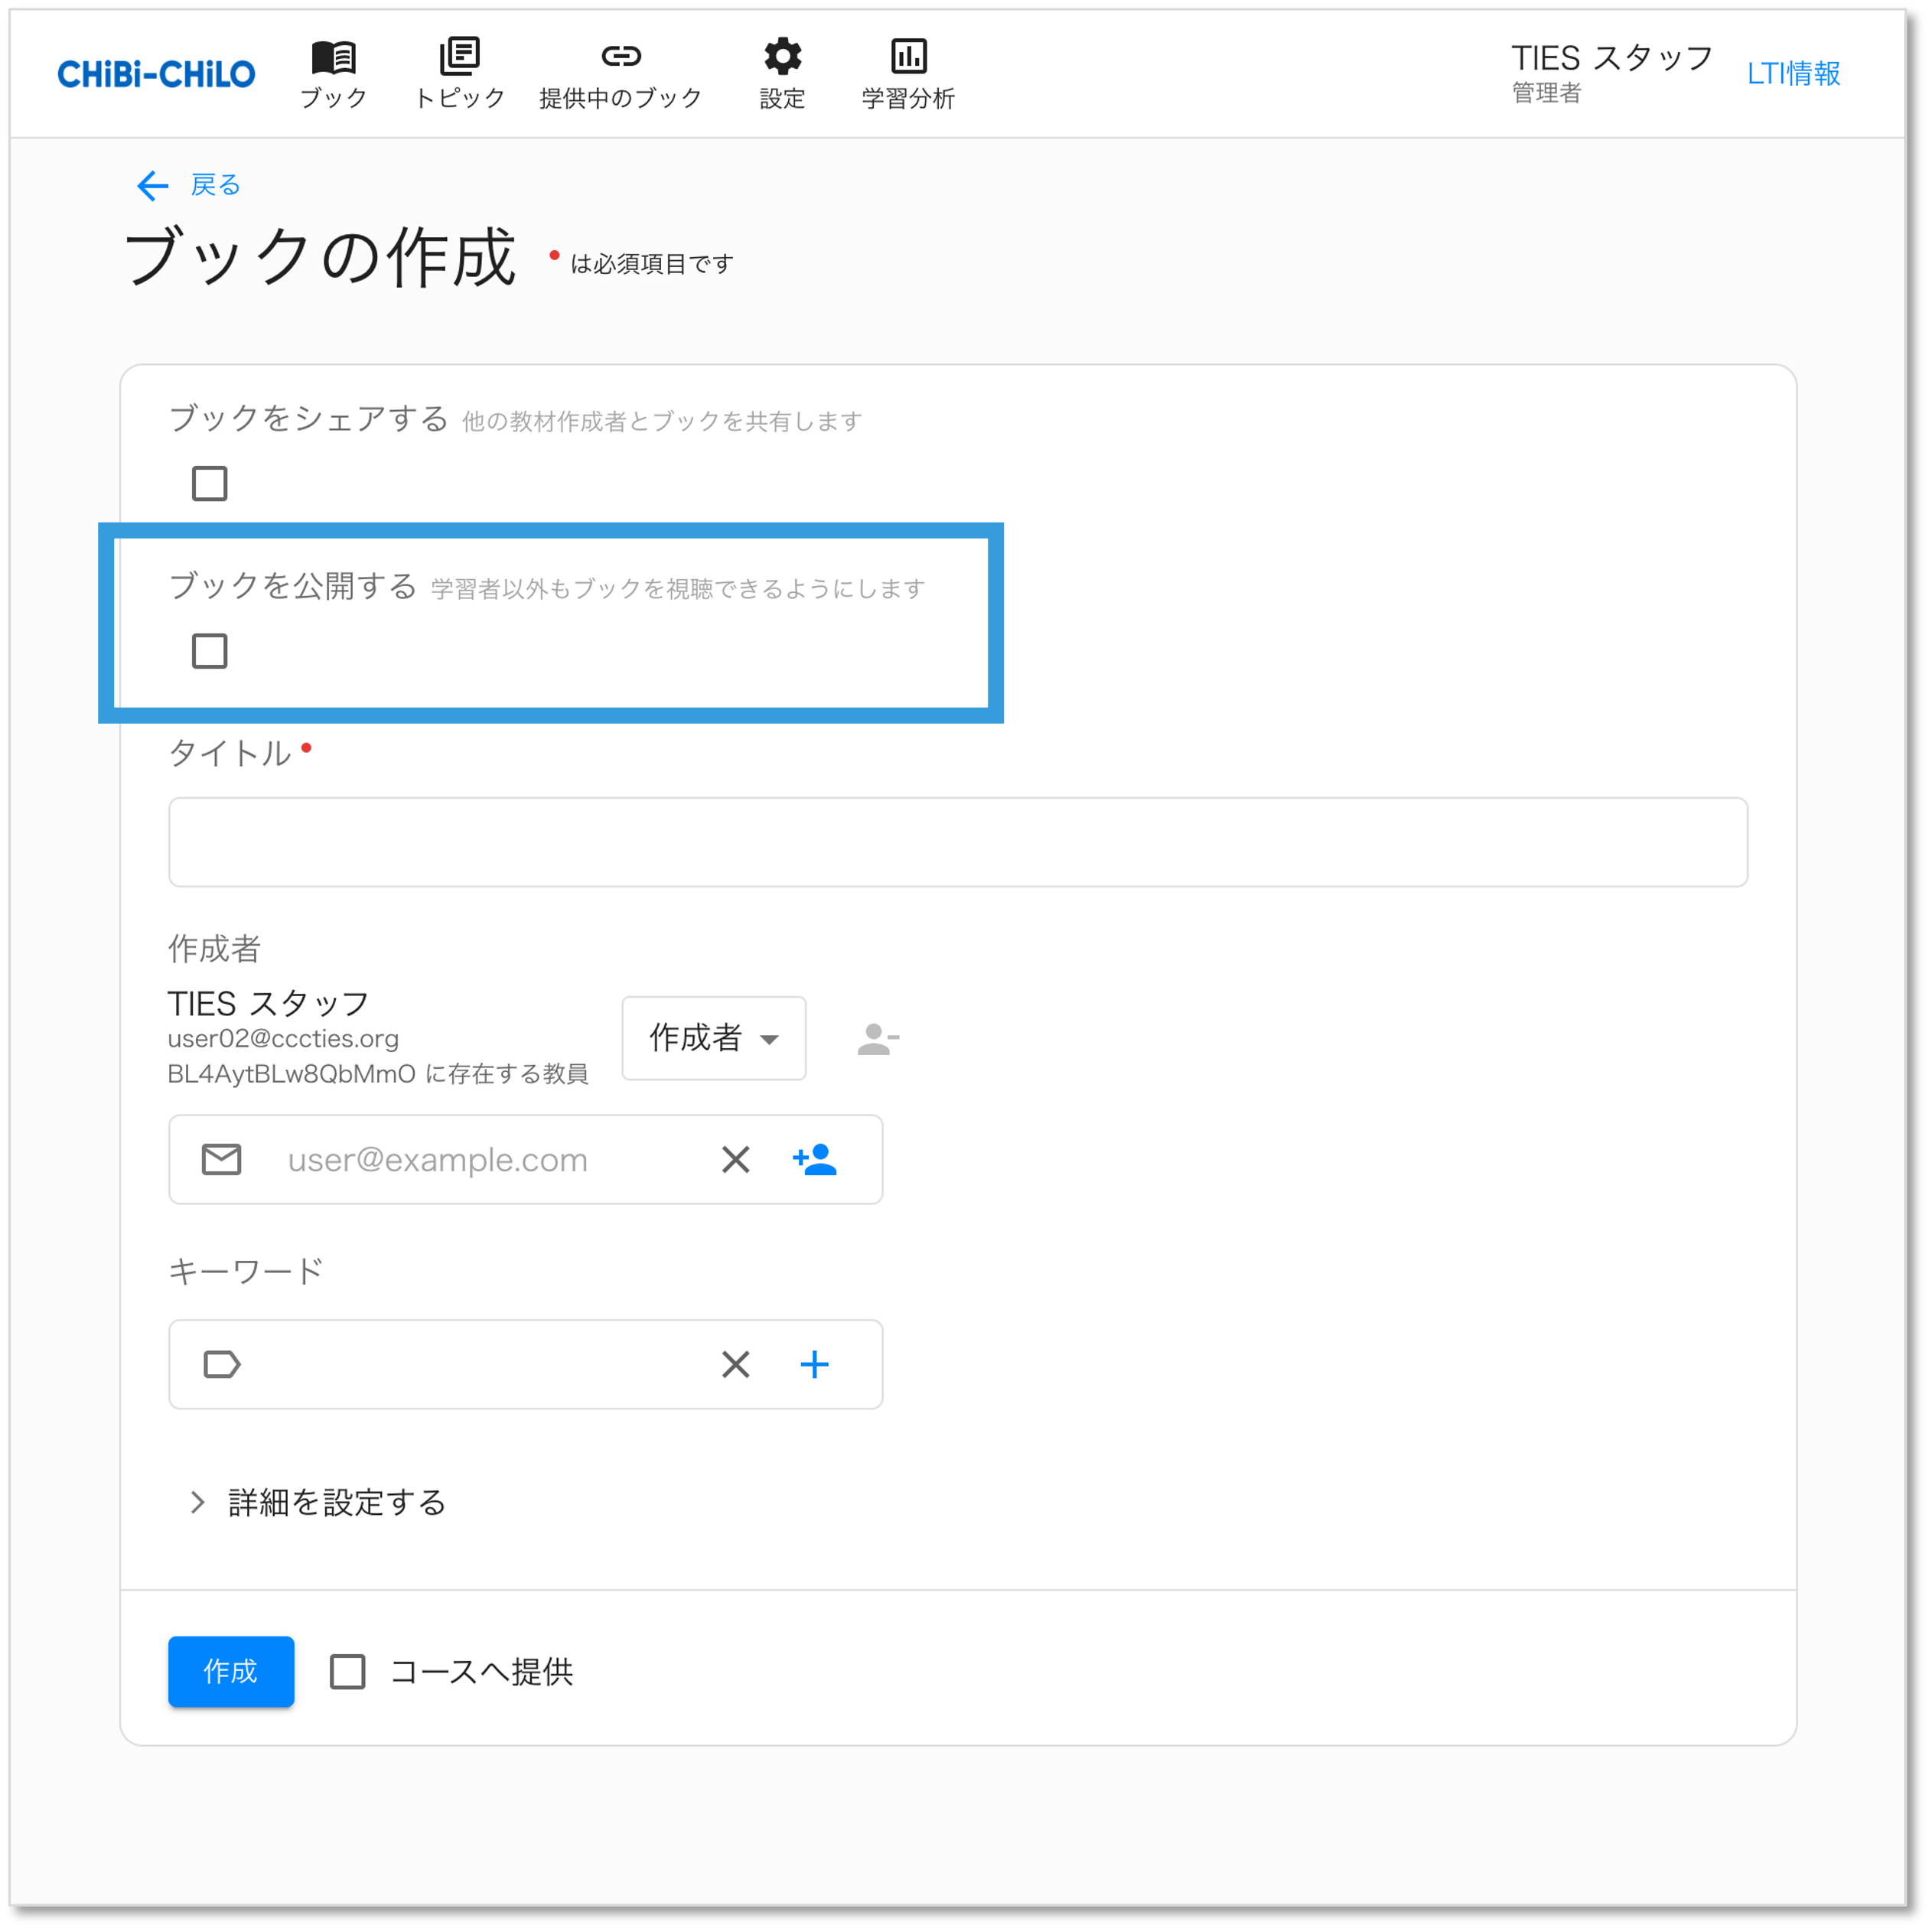 CHiBi-CHiLO
ブック
トピック
提供中のブック
設定
学習分析
TIES スタッフ
管理者
LTI情報
戻る
ブックの作成 • は必須項目です
ブックをシェアする 他の教材作成者とブックを共有します
ブックを公開する 学習者以外もブックを視聴できるようにします
タイトル •
作成者
TIES スタッフ
user02@cccties.org
BL4AytBLw8QbMmO に存在する教員
作成者
user@example.com
キーワード
詳細を設定する
作成
コースへ提供